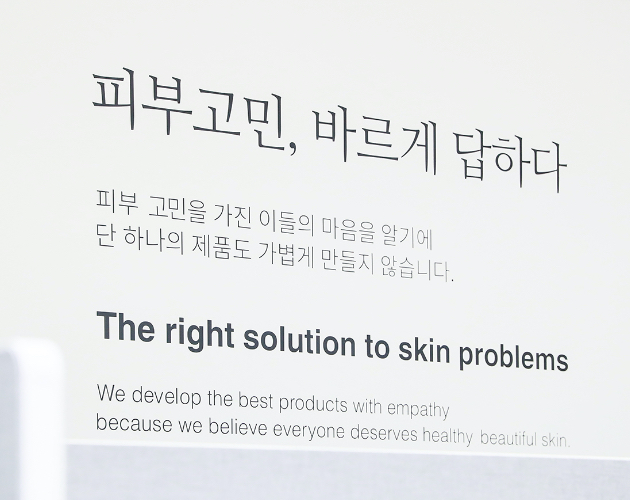 피부고민, 바르게 답하다
피부 고민을 가진 이들의 마음을 알기에
단 하나의 제품도 가볍게 만들지 않습니다.
The right solution to skin problems
We develop the best products with empathy
because we believe everyone deserves healthy beautiful skin.